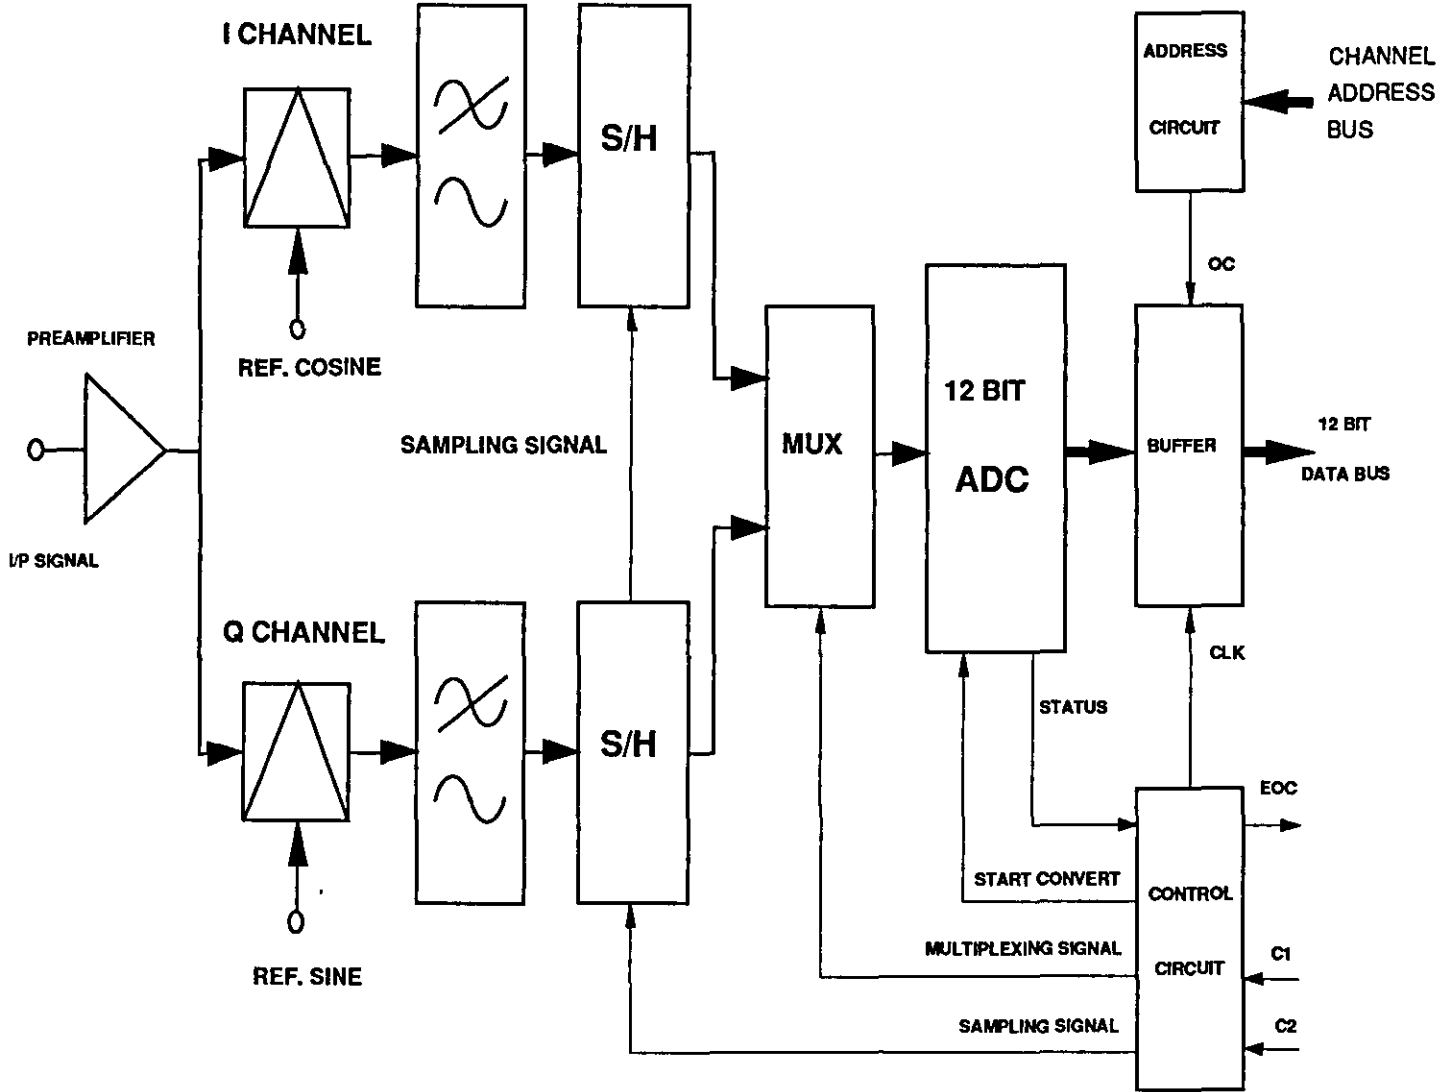 I CHANNEL
S/H
ADDRESS
CIRCUIT
CHANNEL
ADDRESS
BUS
OC
PREAMPLIFIER
REF. COSINE
I/P SIGNAL
SAMPLING SIGNAL
MUX
12 BIT
ADC
BUFFER
12 BIT
DATA BUS
Q CHANNEL
S/H
REF. SINE
STATUS
CLK
EOC
START CONVERT
CONTROL
CIRCUIT
MULTIPLEXING SIGNAL
C1
SAMPLING SIGNAL
C2